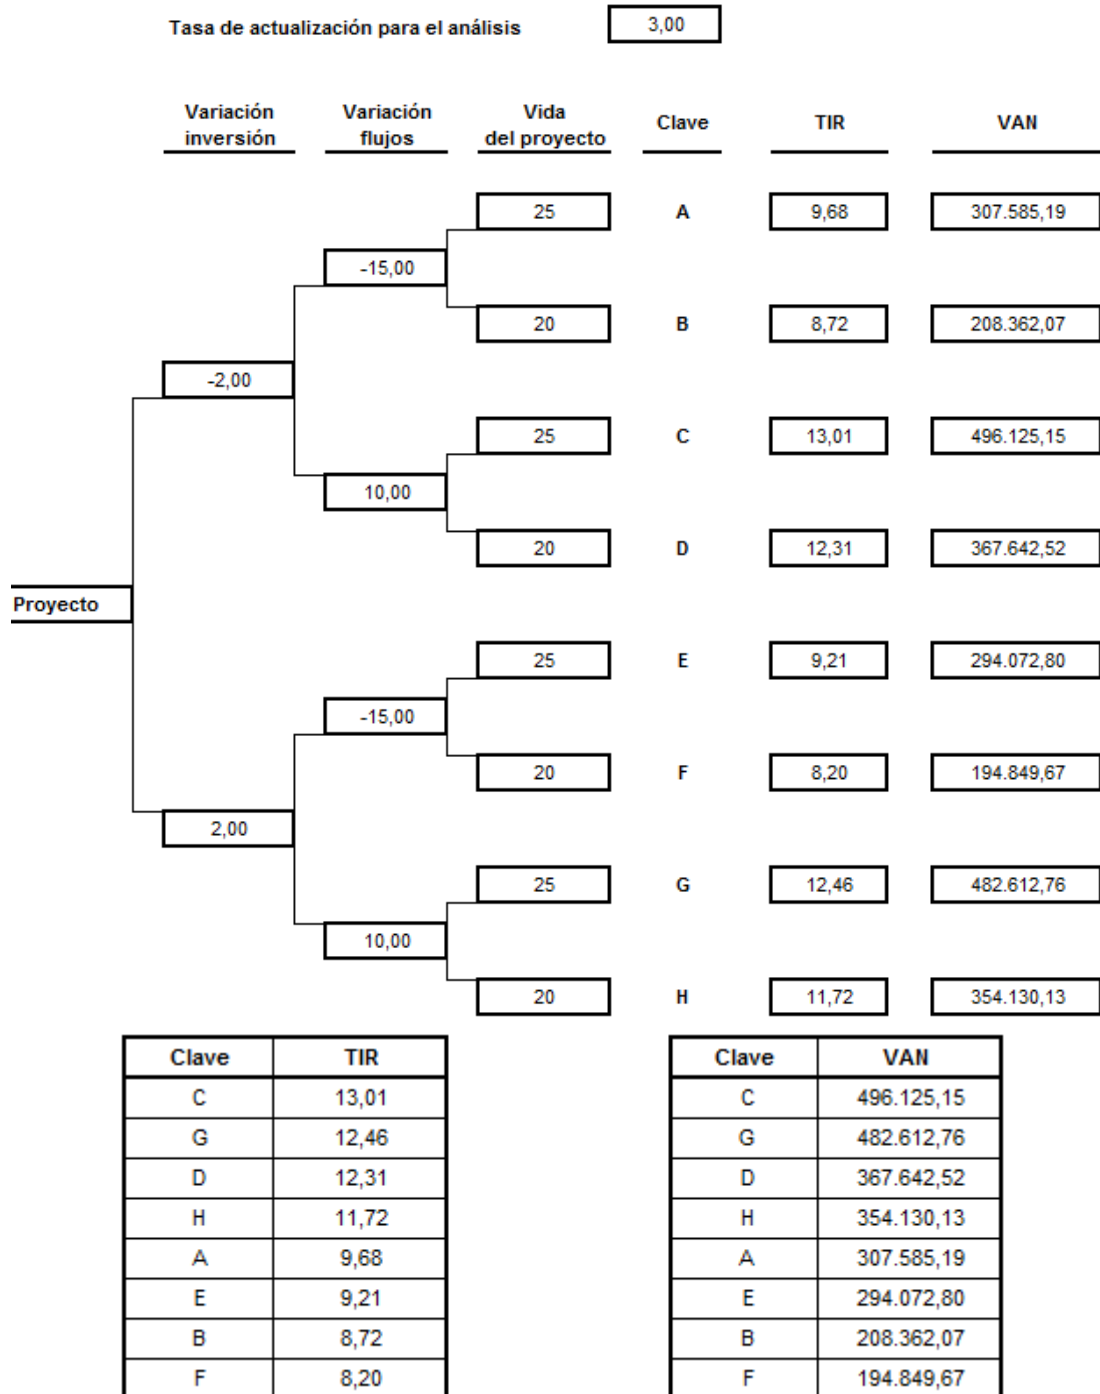 Tasa de actualización para el análisis 3,00
Variación inversión Variación flujos Vida del proyecto Clave TIR VAN
25 A 9,68 307.585,19
-15,00
20 B 8,72 208.362,07
-2,00
25 C 13,01 496.125,15
10,00
20 D 12,31 367.642,52
Proyecto
25 E 9,21 294.072,80
-15,00
20 F 8,20 194.849,67
2,00
25 G 12,46 482.612,76
10,00
20 H 11,72 354.130,13
Clave TIR
C 13,01
G 12,46
D 12,31
H 11,72
A 9,68
E 9,21
B 8,72
F 8,20
Clave VAN
C 496.125,15
G 482.612,76
D 367.642,52
H 354.130,13
A 307.585,19
E 294.072,80
B 208.362,07
F 194.849,67